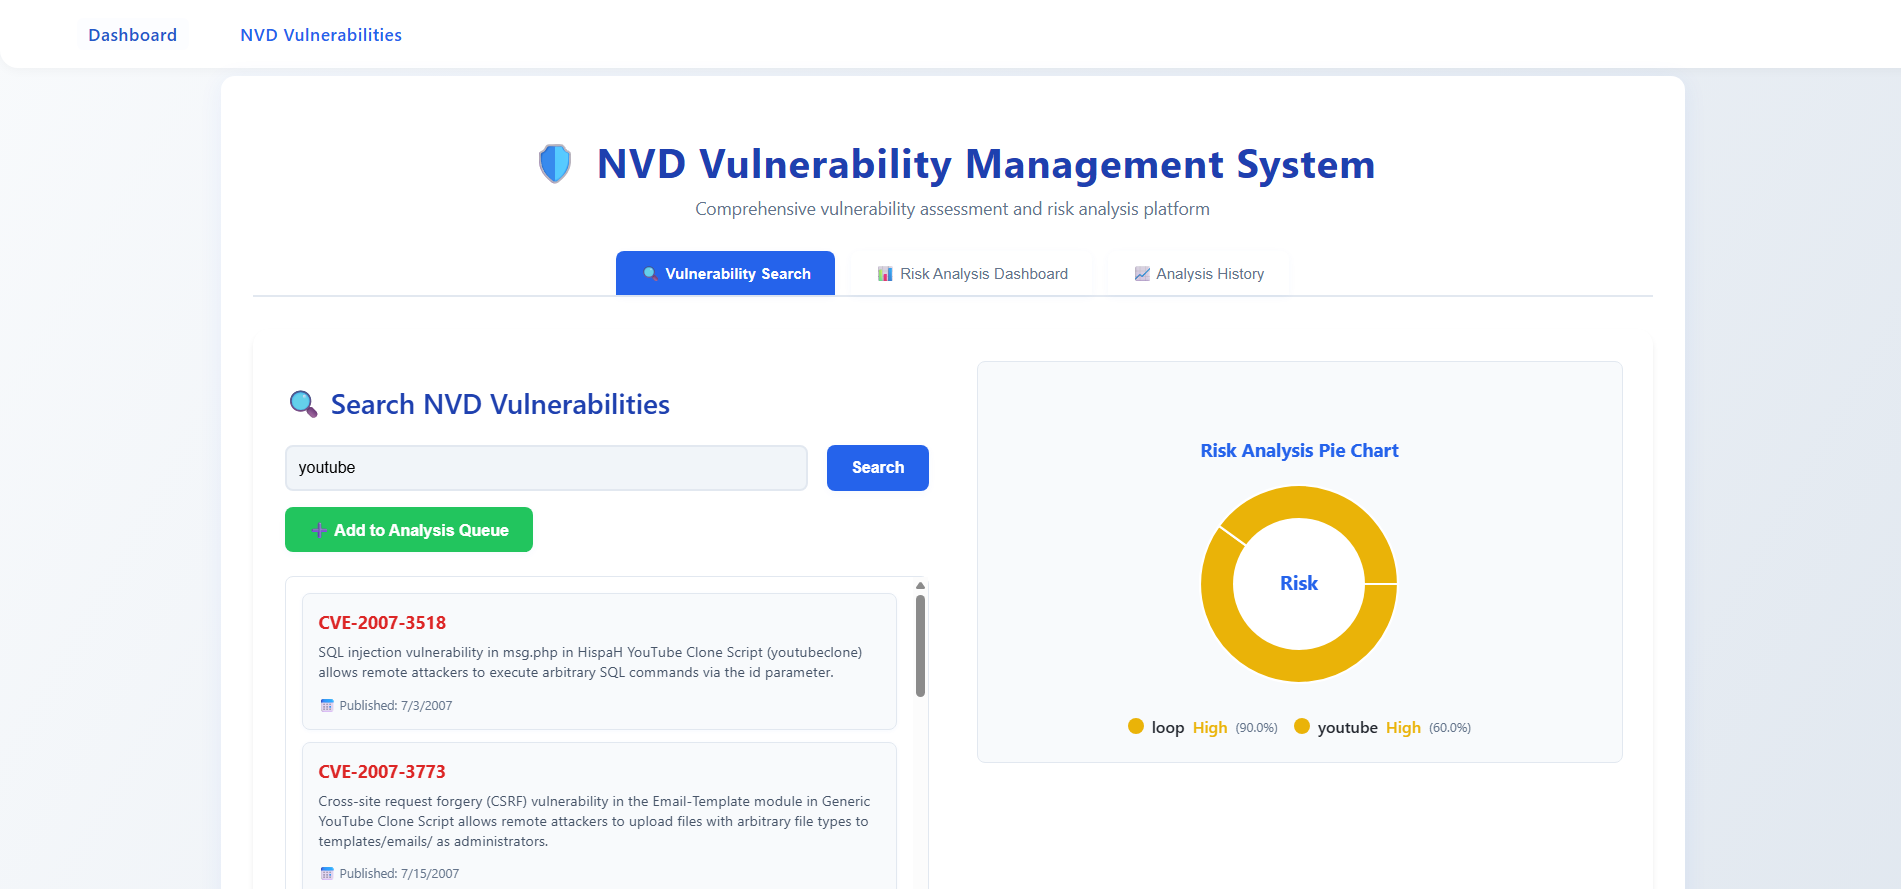 Dashboard
NVD Vulnerabilities
NVD Vulnerability Management System
Comprehensive vulnerability assessment and risk analysis platform
Vulnerability Search
Risk Analysis Dashboard
Analysis History
Search NVD Vulnerabilities
youtube
Search
Add to Analysis Queue
CVE-2007-3518
SQL injection vulnerability in msg.php in HispaH YouTube Clone Script (youtubeclone)
allows remote attackers to execute arbitrary SQL commands via the id parameter.
Published: 7/3/2007
CVE-2007-3773
Cross-site request forgery (CSRF) vulnerability in the Email-Template module in Generic
YouTube Clone Script allows remote attackers to upload files with arbitrary file types to
templates/emails/ as administrators.
Published: 7/15/2007
Risk Analysis Pie Chart
Risk
loop High (90.0%)
youtube High (60.0%)